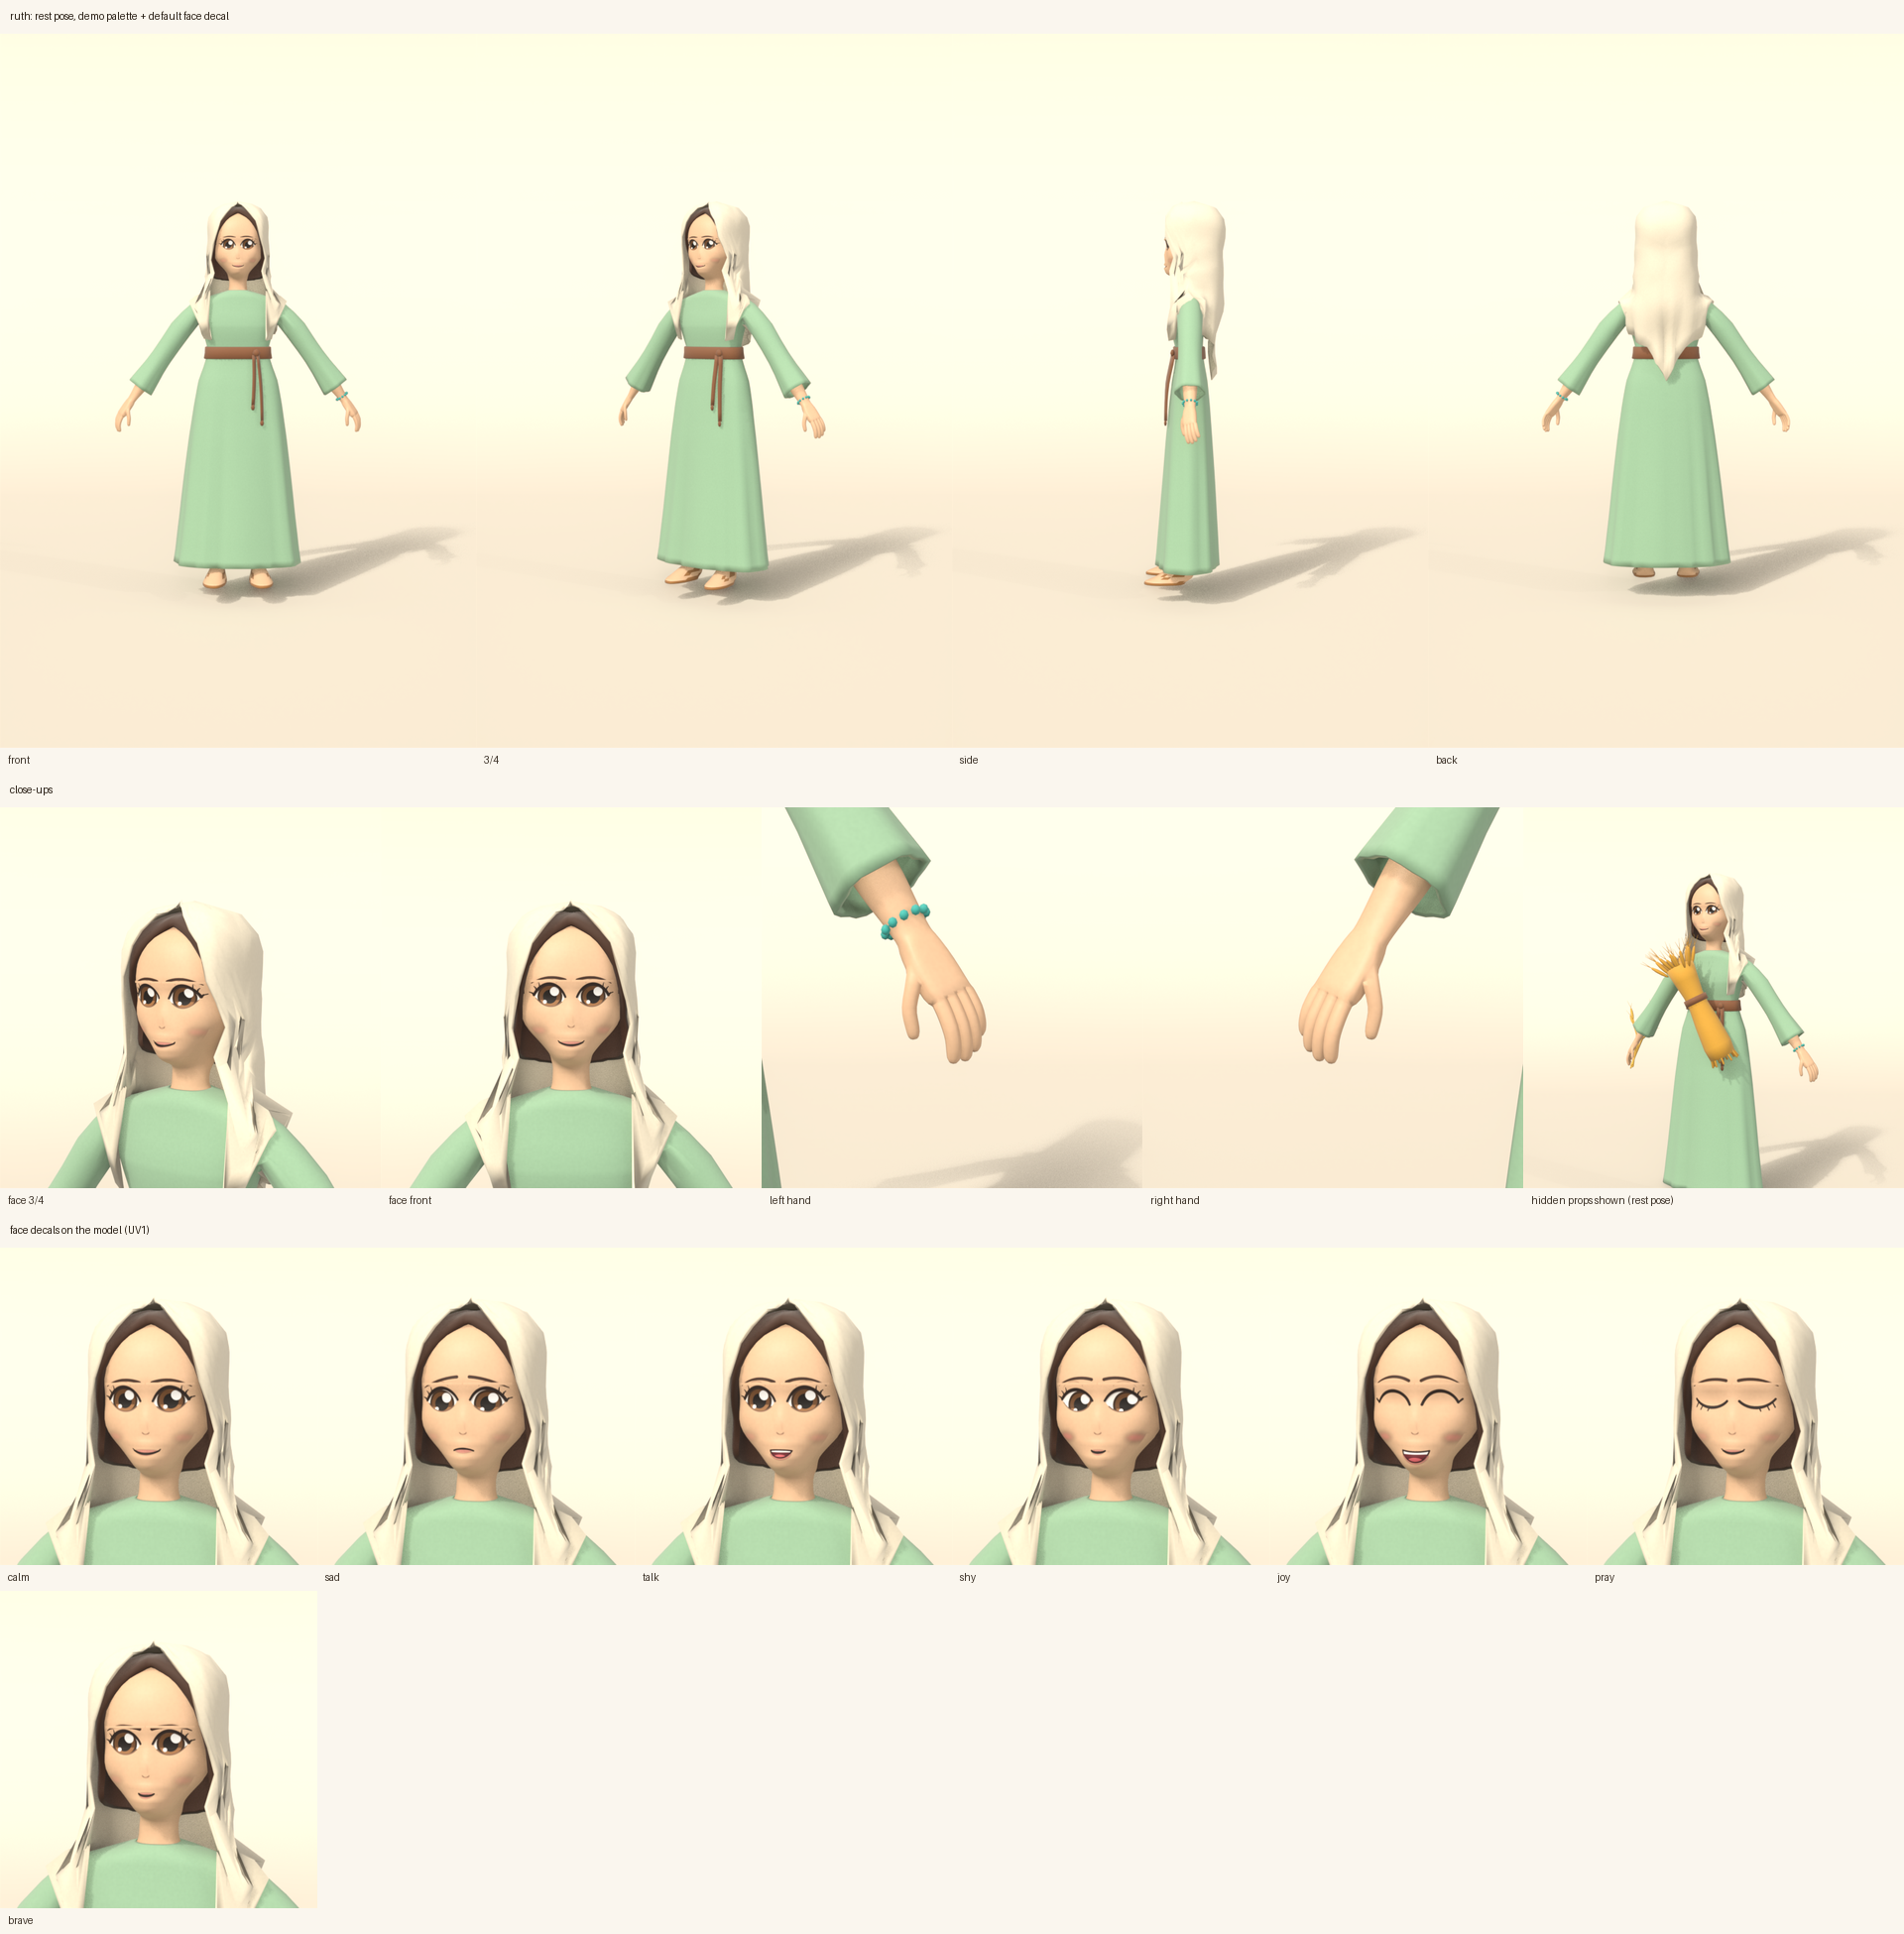 ruth: rest pose, demo palette + default face decal
front
3/4
side
back
close-ups
face 3/4
face front
left hand
right hand
hidden props shown (rest pose)
face decals on the model (UV1)
calm
sad
talk
shy
joy
pray
brave